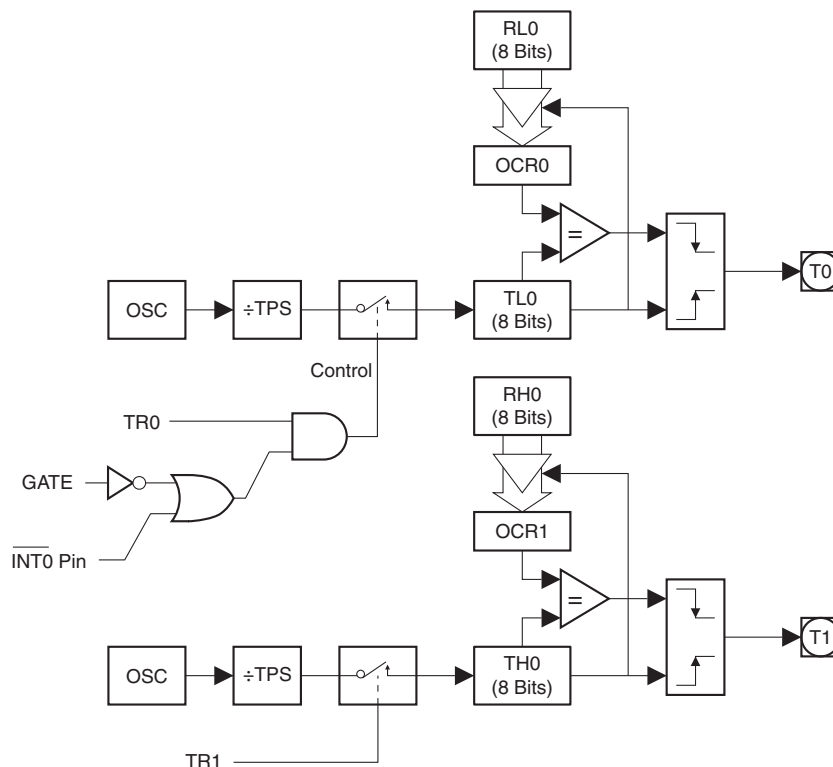 RL0
(8 Bits)
OCR0
=
T0
OSC
÷TPS
TL0
(8 Bits)
Control
TR0
RH0
(8 Bits)
GATE
INT0 Pin
OCR1
=
T1
OSC
÷TPS
TH0
(8 Bits)
TR1